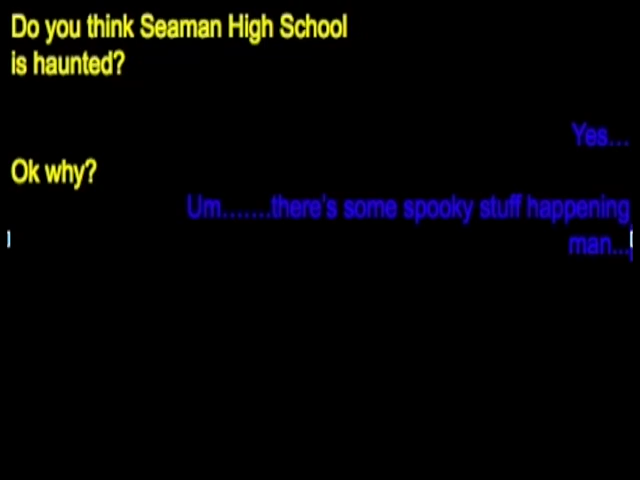 Do you think Seaman High School
is haunted?
Yes...
Ok why?
Um.......there's some spooky stuff happening
man...